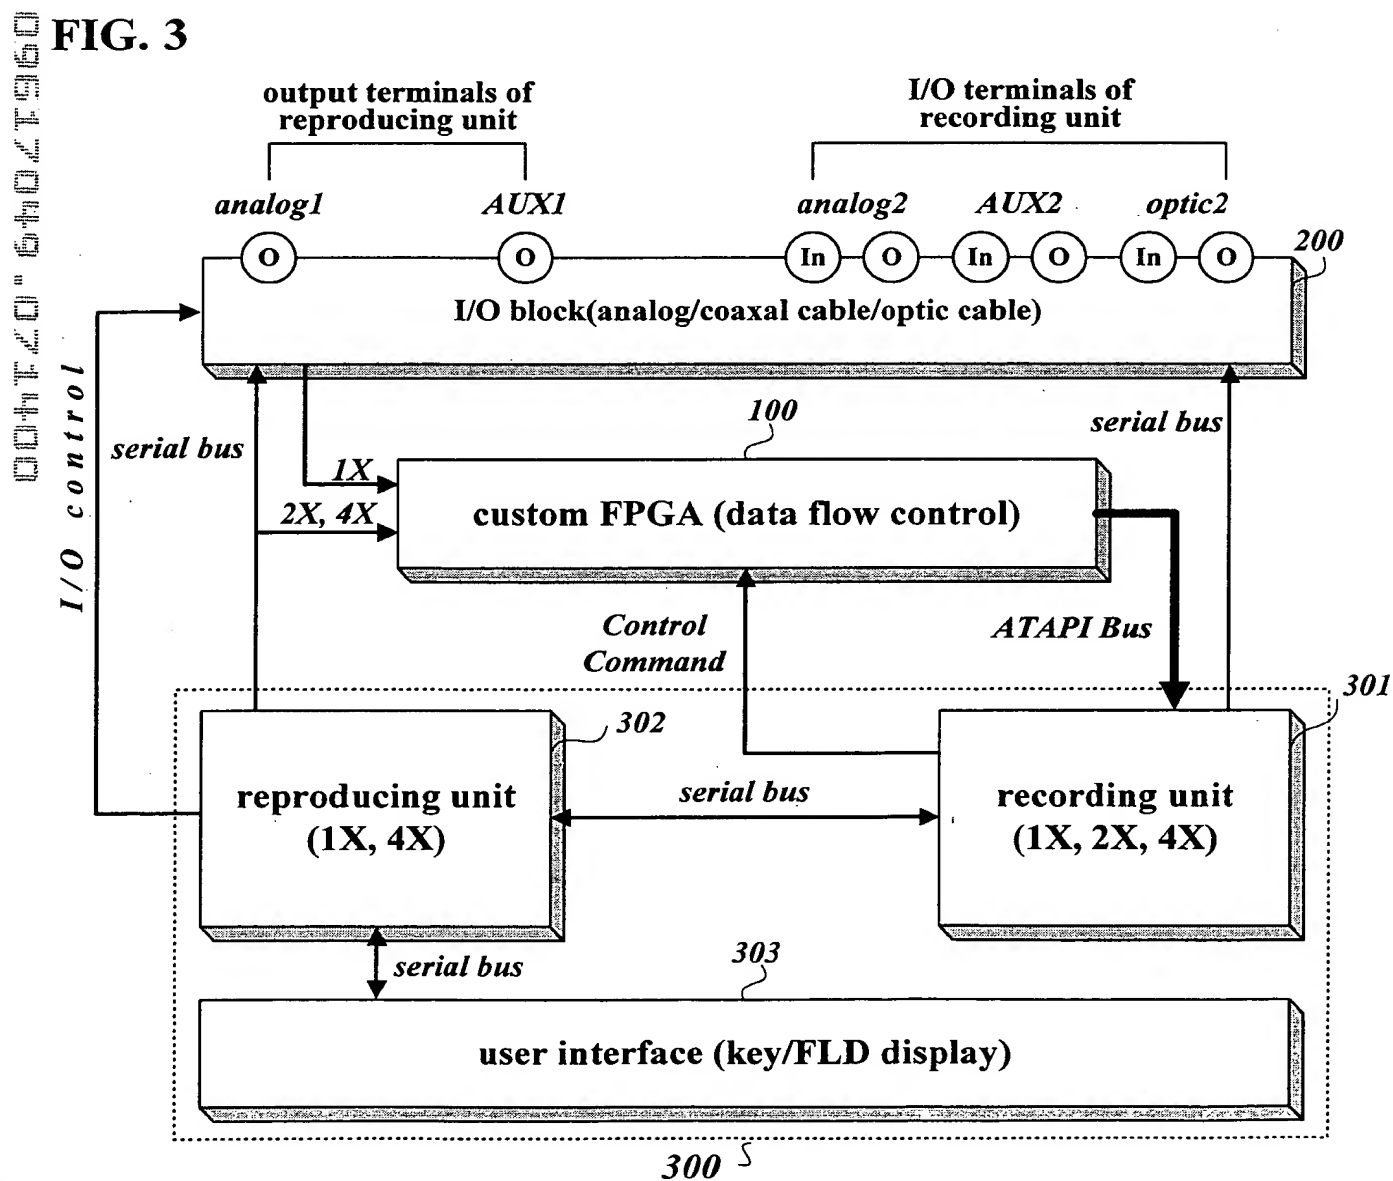 FIG. 3
output terminals of
reproducing unit
I/O terminals of
recording unit
analog1
AUX1
analog2
AUX2
optic2
O
O
In
O
In
O
In
O
200
I/O block(analog/coaxal cable/optic cable)
I/O control
serial bus
100
serial bus
1X
2X, 4X
custom FPGA (data flow control)
Control
Command
ATAPI Bus
302
301
reproducing unit
(1X, 4X)
serial bus
recording unit
(1X, 2X, 4X)
serial bus
303
user interface (key/FLD display)
300